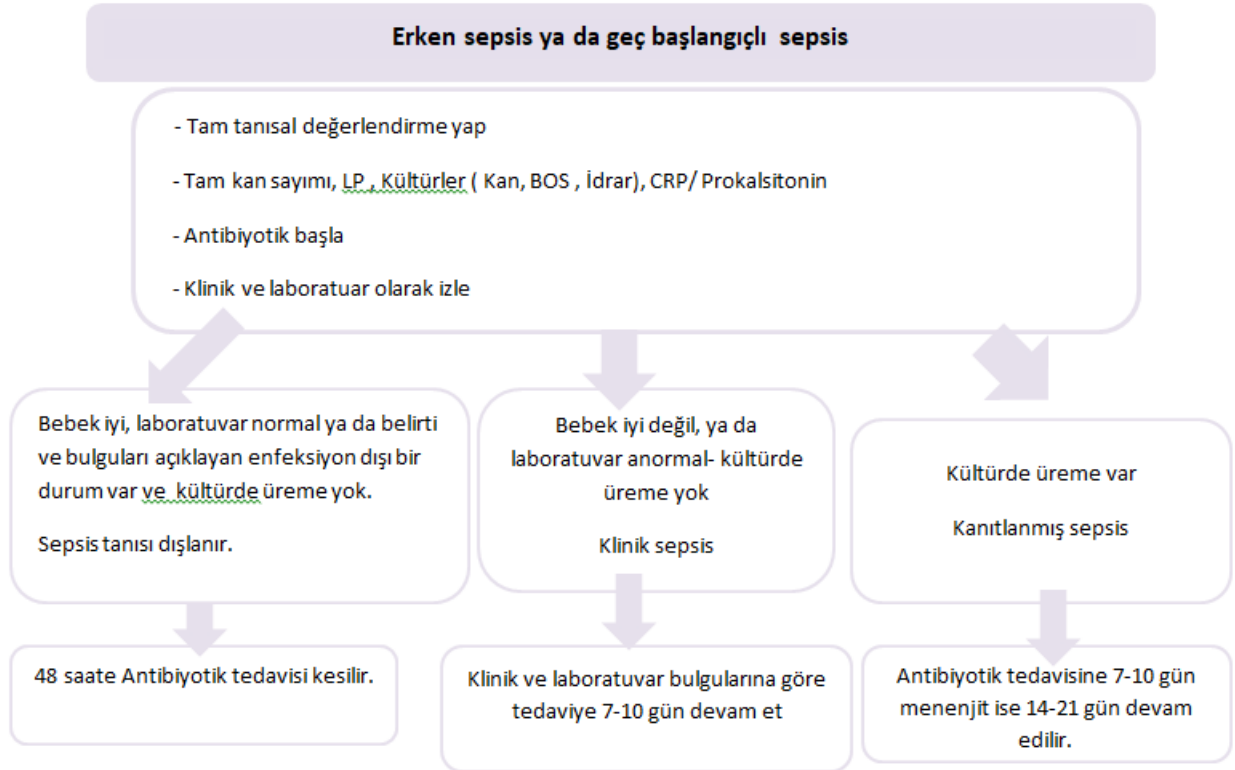 Erken sepsis ya da geç başlangıçlı sepsis
- Tam tanısal değerlendirme yap
- Tam kan sayımı, LP , Kültürler ( Kan, BOS , İdrar), CRP/ Prokalsitonin
- Antibiyotik başla
- Klinik ve laboratuar olarak izle
Bebek iyi, laboratuvar normal ya da belirti
ve bulguları açıklayan enfeksiyon dışı bir
durum var ve kültürde üreme yok.
Sepsis tanısı dışlanır.
Bebek iyi değil, ya da
laboratuvar anormal- kültürde
üreme yok
Klinik sepsis
Kültürde üreme var
Kanıtlanmış sepsis
48 saate Antibiyotik tedavisi kesilir.
Klinik ve laboratuvar bulgularına göre
tedaviye 7-10 gün devam et
Antibiyotik tedavisine 7-10 gün
menenjit ise 14-21 gün devam
edilir.